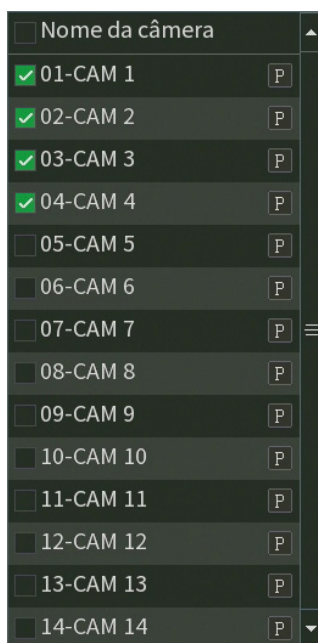 Nome da câmera
01-CAM 1 P
02-CAM 2 P
03-CAM 3 P
04-CAM 4 P
05-CAM 5 P
06-CAM 6 P
07-CAM 7 P
08-CAM 8 P
09-CAM 9 P
10-CAM 10 P
11-CAM 11 P
12-CAM 12 P
13-CAM 13 P
14-CAM 14 P